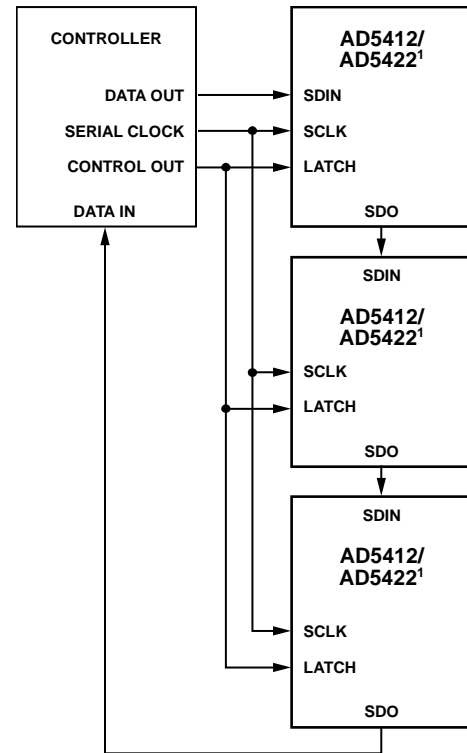 CONTROLLER
DATA OUT
SERIAL CLOCK
CONTROL OUT
DATA IN
AD5412/
AD5422¹
SDIN
SCLK
LATCH
SDO
SDIN
AD5412/
AD5422¹
SCLK
LATCH
SDO
SDIN
AD5412/
AD5422¹
SCLK
LATCH
SDO